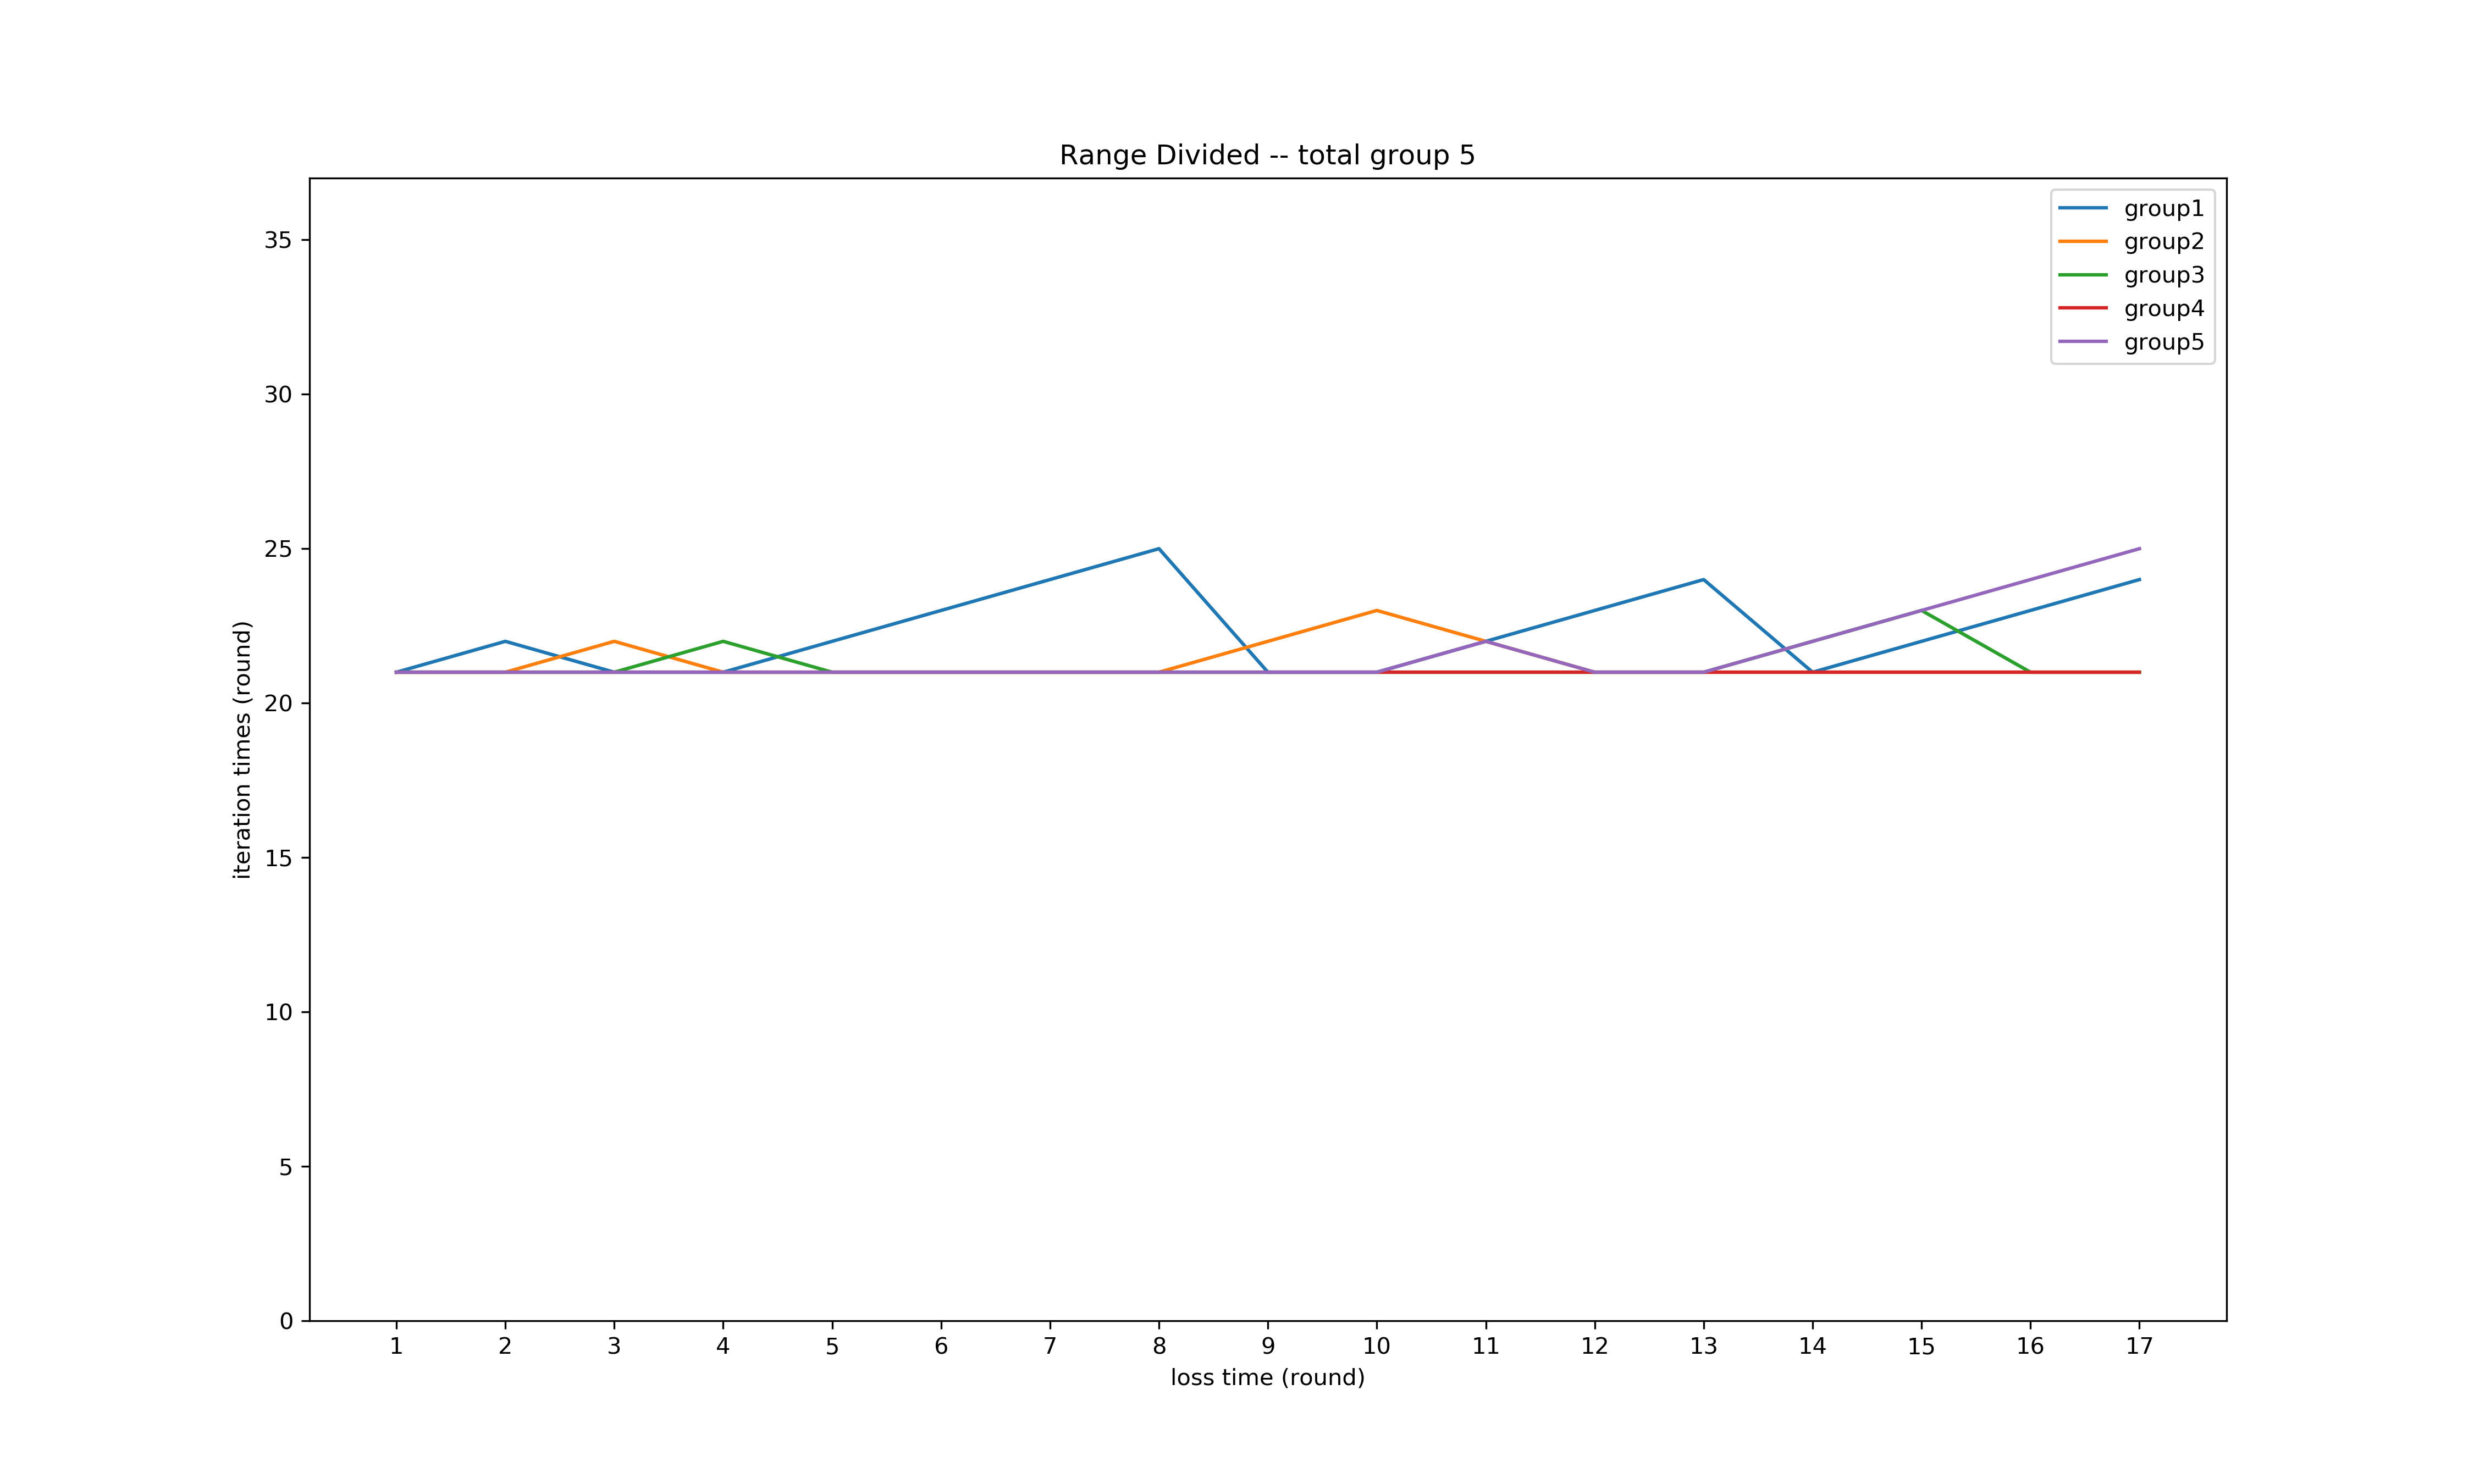 Range Divided -- total group 5
group1
group2
group3
group4
group5
35
30
25
20
15
10
5
0
iteration times (round)
1 2 3 4 5 6 7 8 9 10 11 12 13 14 15 16 17
loss time (round)